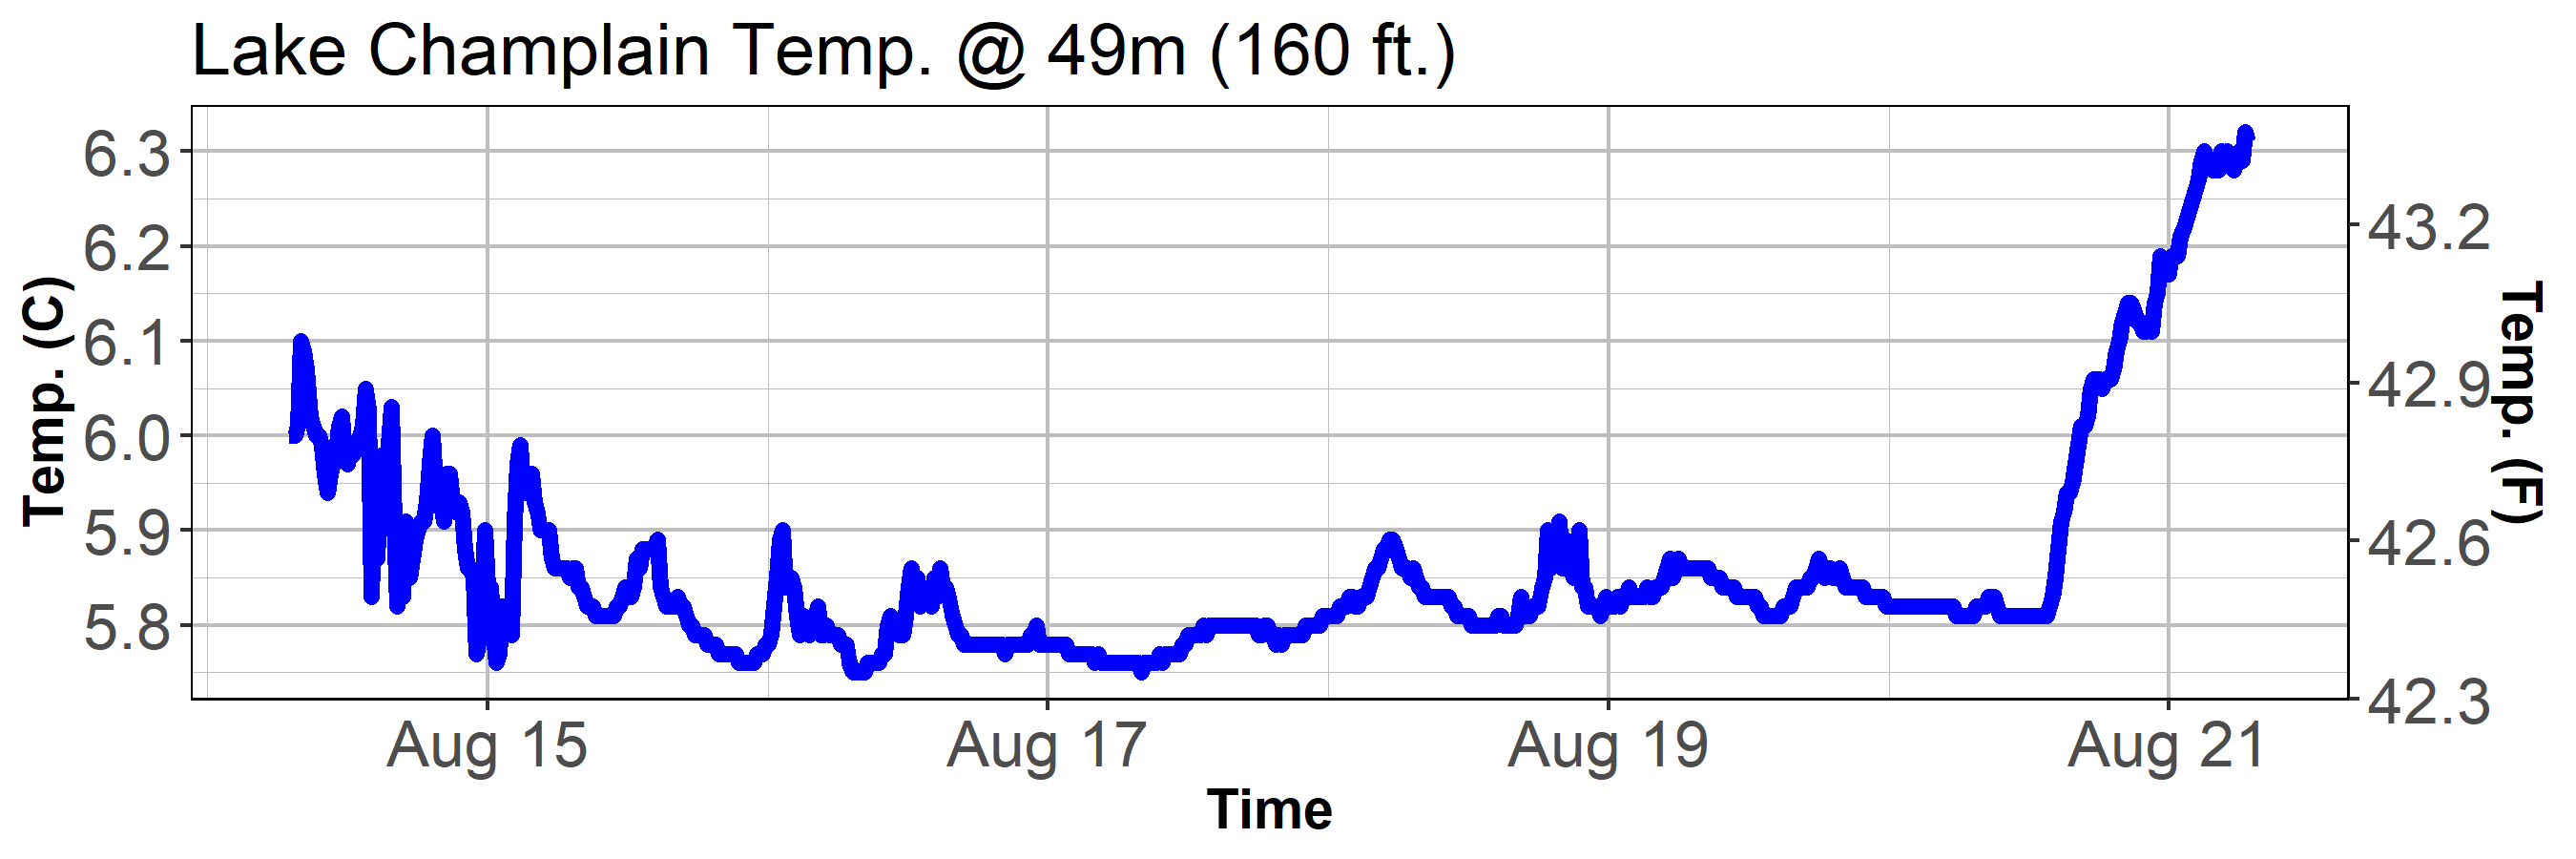 Lake Champlain Temp. @ 49m (160 ft.)
6.3
6.2
6.1
6.0
5.9
5.8
Temp. (C)
43.2
42.9
42.6
42.3
Temp. (F)
Aug 15 Aug 17 Aug 19 Aug 21
Time